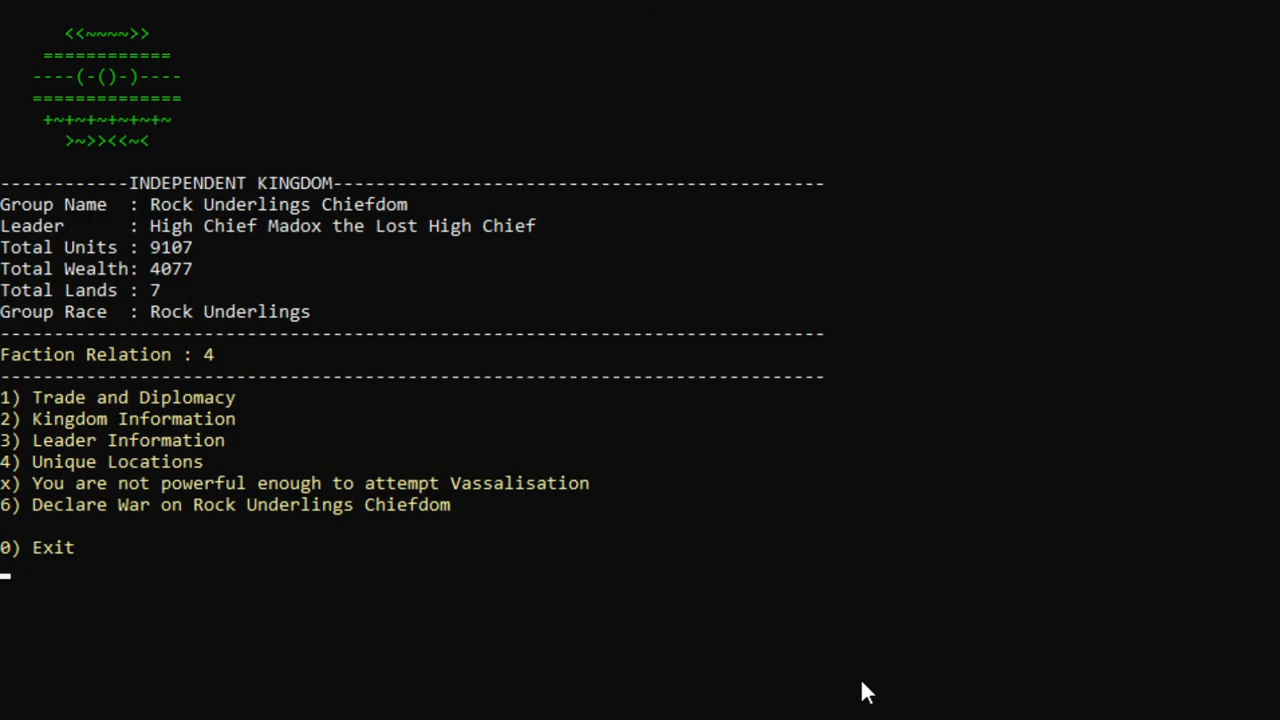 <<~~~~>>
============
----(-()-)----
==============
+~+~+~+~+~+~
>~>><<~<
------------INDEPENDENT KINGDOM----------------------------------------------
Group Name  : Rock Underlings Chiefdom
Leader      : High Chief Madox the Lost High Chief
Total Units : 9107
Total Wealth: 4077
Total Lands : 7
Group Race  : Rock Underlings
-----------------------------------------------------------------------------
Faction Relation : 4
-----------------------------------------------------------------------------
1) Trade and Diplomacy
2) Kingdom Information
3) Leader Information
4) Unique Locations
x) You are not powerful enough to attempt Vassalisation
6) Declare War on Rock Underlings Chiefdom
0) Exit